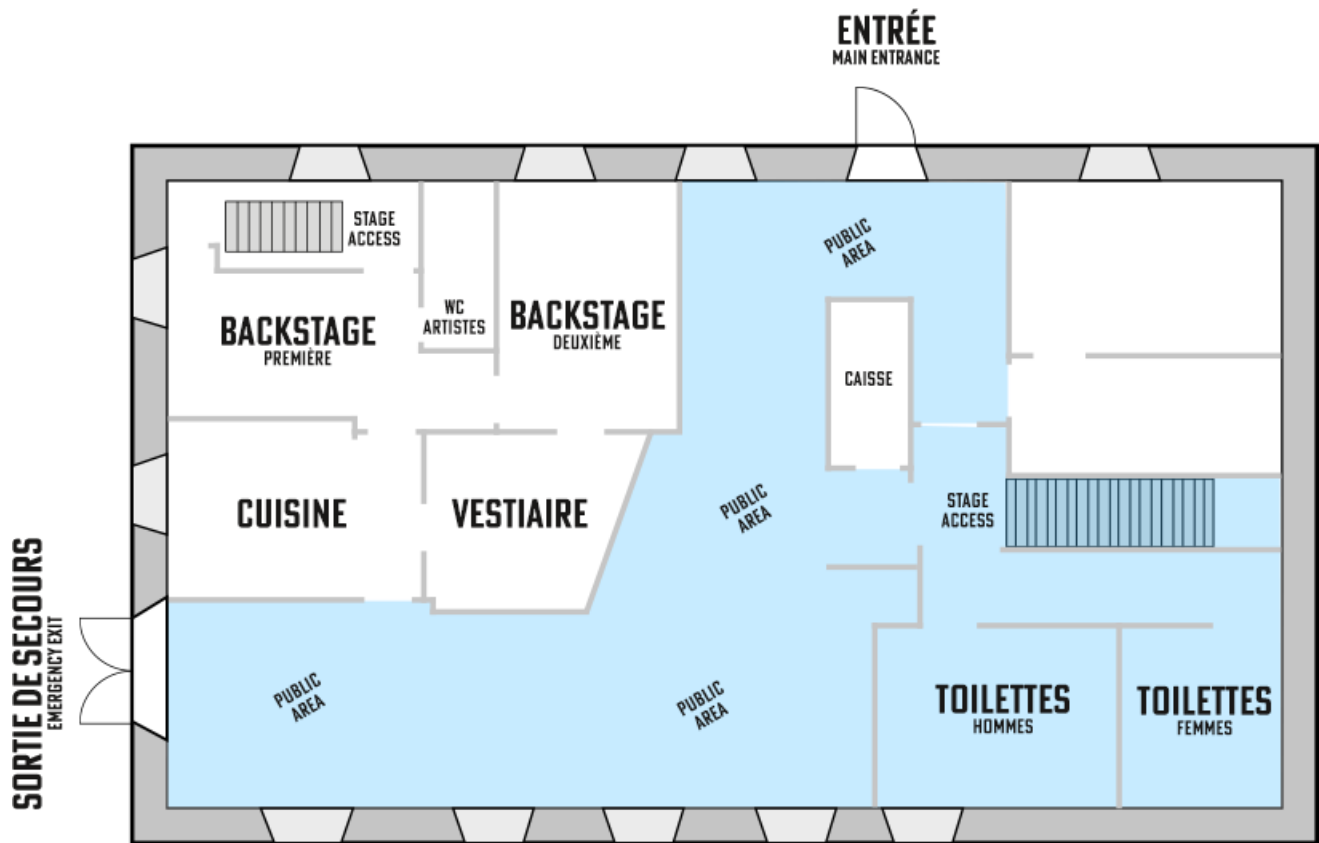 ENTRÉE
MAIN ENTRANCE
STAGE
ACCESS
PUBLIC
AREA
BACKSTAGE
PREMIÈRE
WC
ARTISTES
BACKSTAGE
DEUXIÈME
CAISSE
CUISINE
VESTIAIRE
PUBLIC
AREA
STAGE
ACCESS
SORTIE DE SECOURS
EMERGENCY EXIT
PUBLIC
AREA
PUBLIC
AREA
TOILETTES
HOMMES
TOILETTES
FEMMES